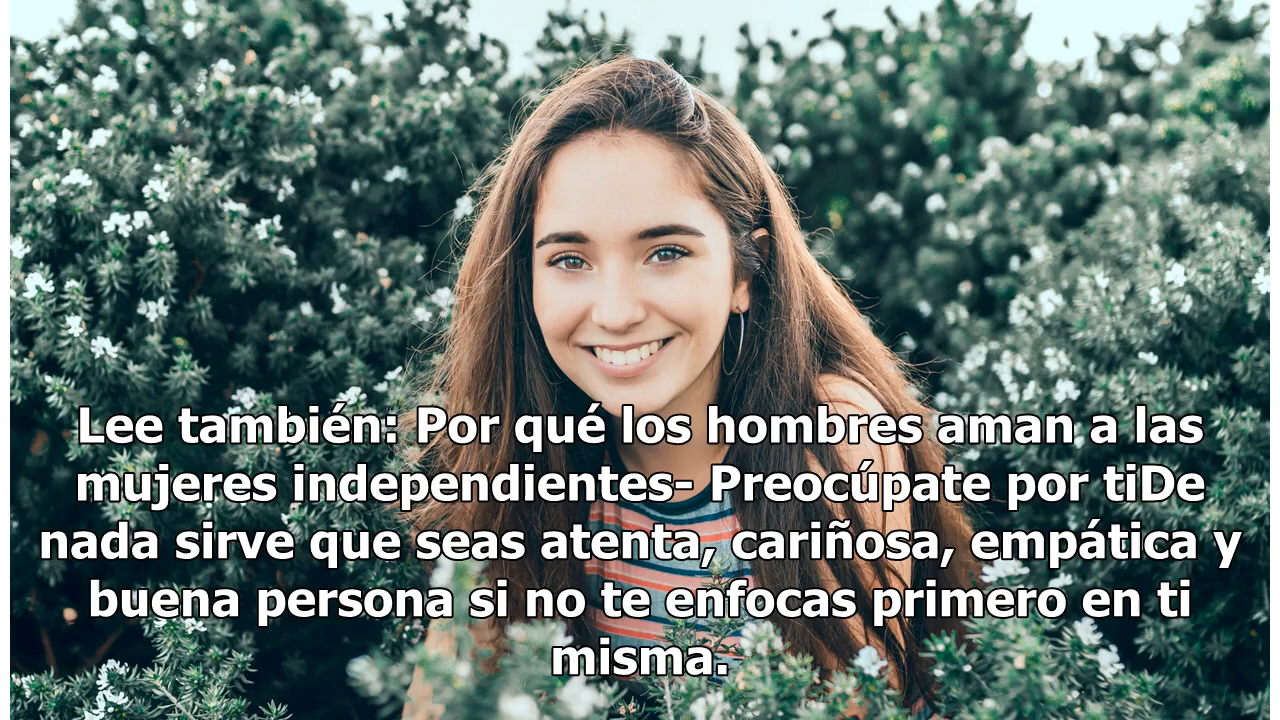 Lee también: Por qué los hombres aman a las
mujeres independientes- Preocúpate por tiDe
nada sirve que seas atenta, cariñosa, empática y
buena persona si no te enfocas primero en ti
misma.